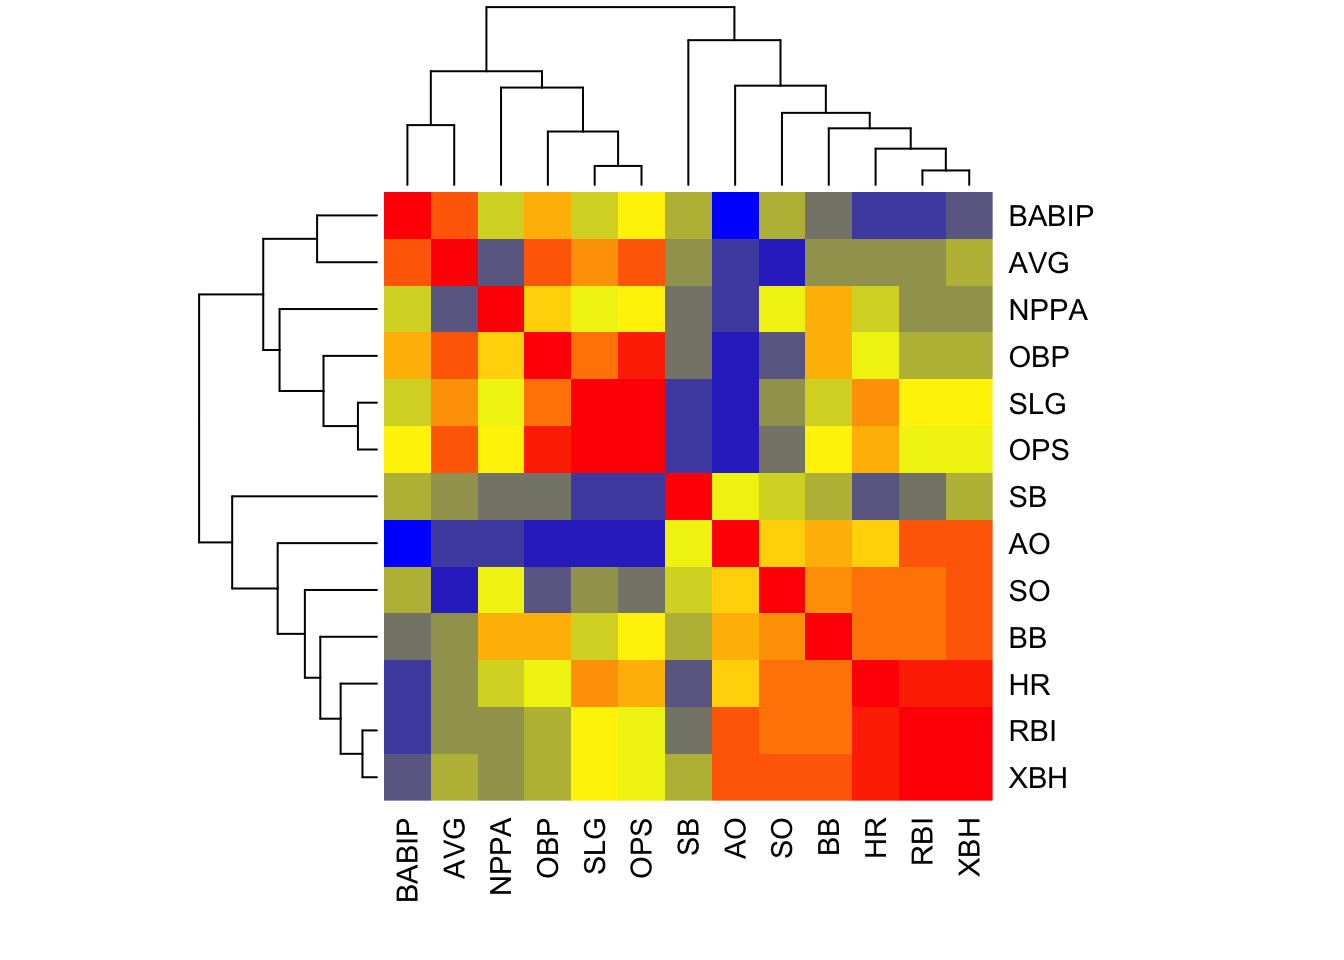 BABIP
AVG
NPPA
OBP
SLG
OPS
SB
AO
SO
BB
HR
RBI
XBH
BABIP
AVG
NPPA
OBP
SLG
OPS
SB
AO
SO
BB
HR
RBI
XBH